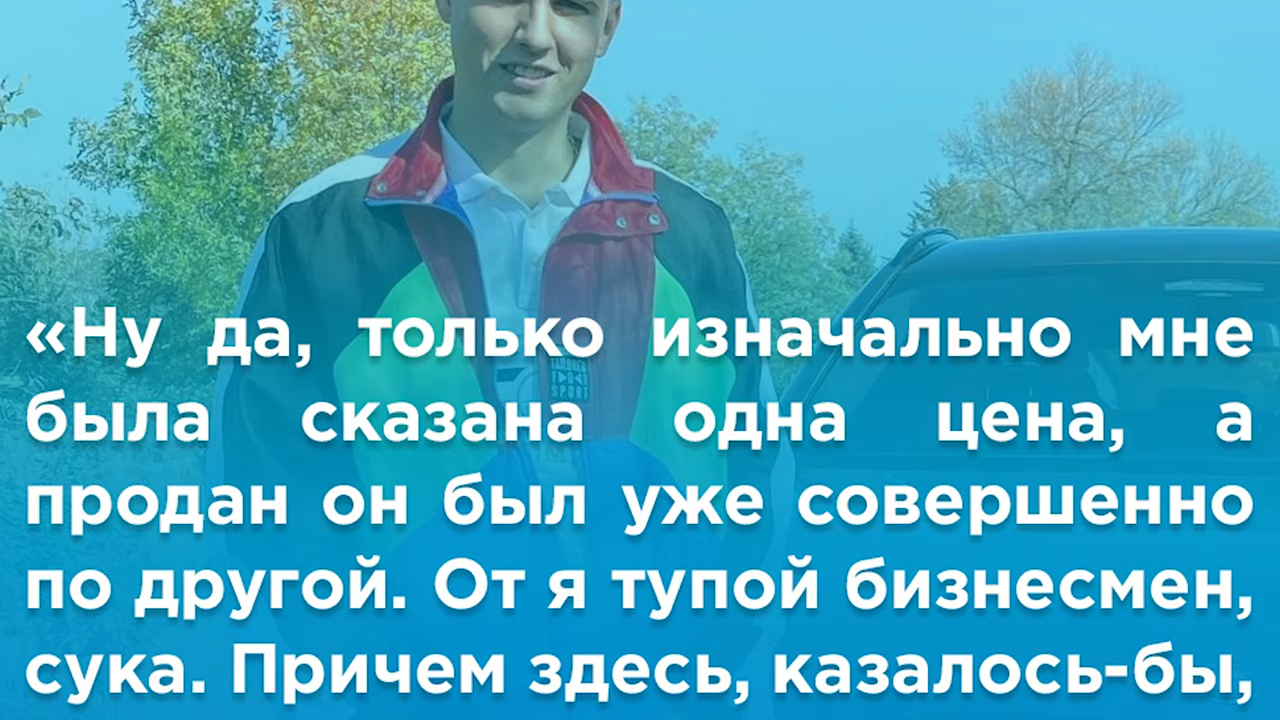 «Ну да, только изначально мне
была сказана одна цена, а
продан он был уже совершенно
по другой. От я тупой бизнесмен,
сука. Причем здесь, казалось-бы,
SPORT